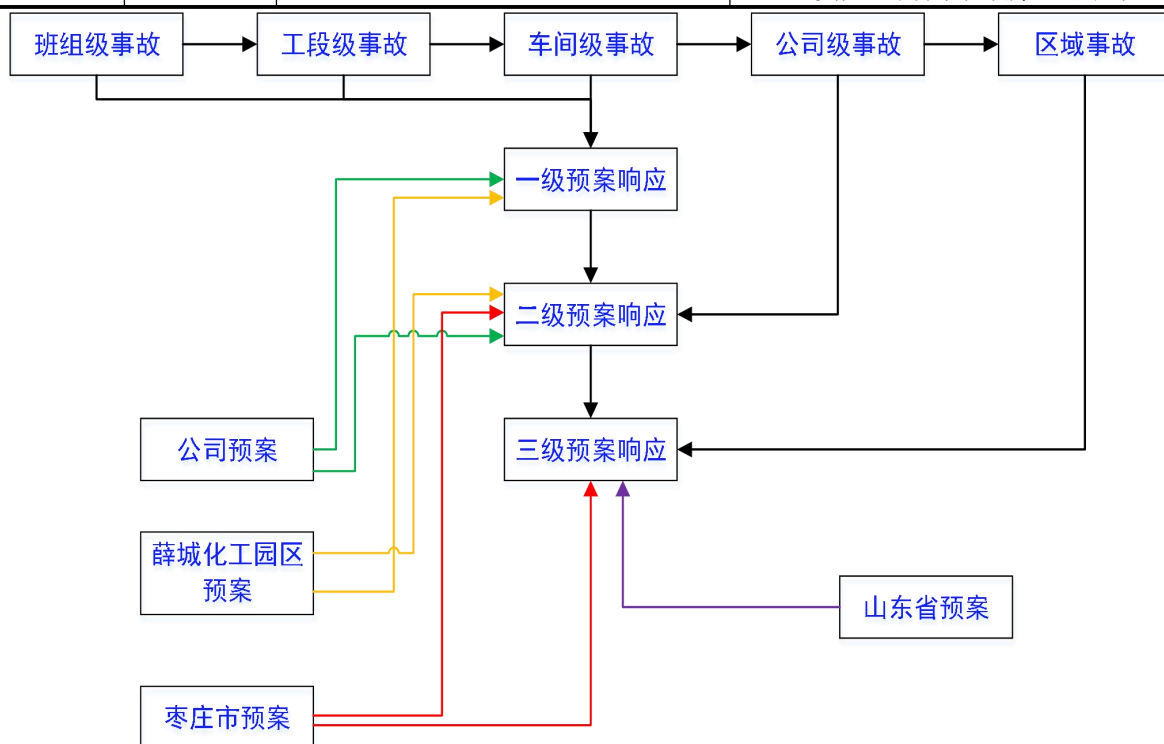 班组级事故
工段级事故
车间级事故
公司级事故
区域事故
一级预案响应
二级预案响应
公司预案
三级预案响应
薛城化工园区
预案
山东省预案
枣庄市预案